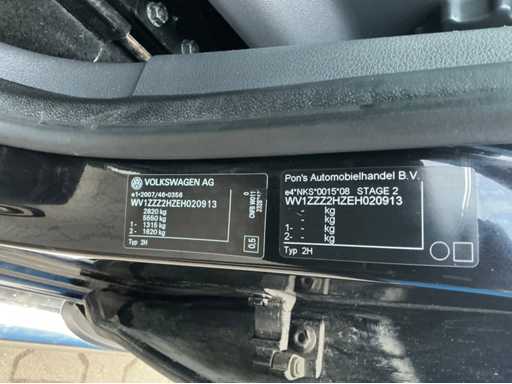 VOLKSWAGEN AG
e1*2007/46*0356
WV1ZZZ2HZEH020913
2820 kg
5550 kg
1- 1315 kg
2- 1620 kg
Typ 2H
0,5
Pon's Automobielhandel B.V.
e4*NKS*0015*08 STAGE 2
WV1ZZZ2HZEH020913
- kg
- kg
1- - kg
2- - kg
Typ 2H